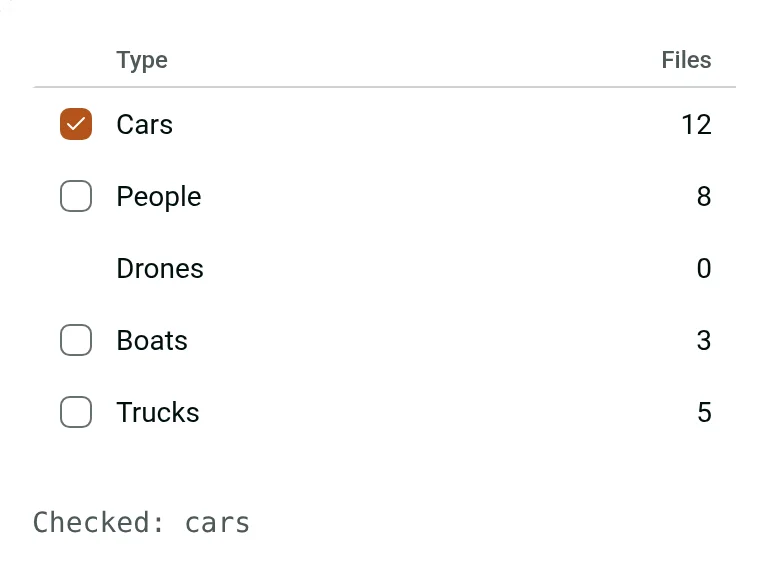 Type Files
Cars 12
People 8
Drones 0
Boats 3
Trucks 5
Checked: cars